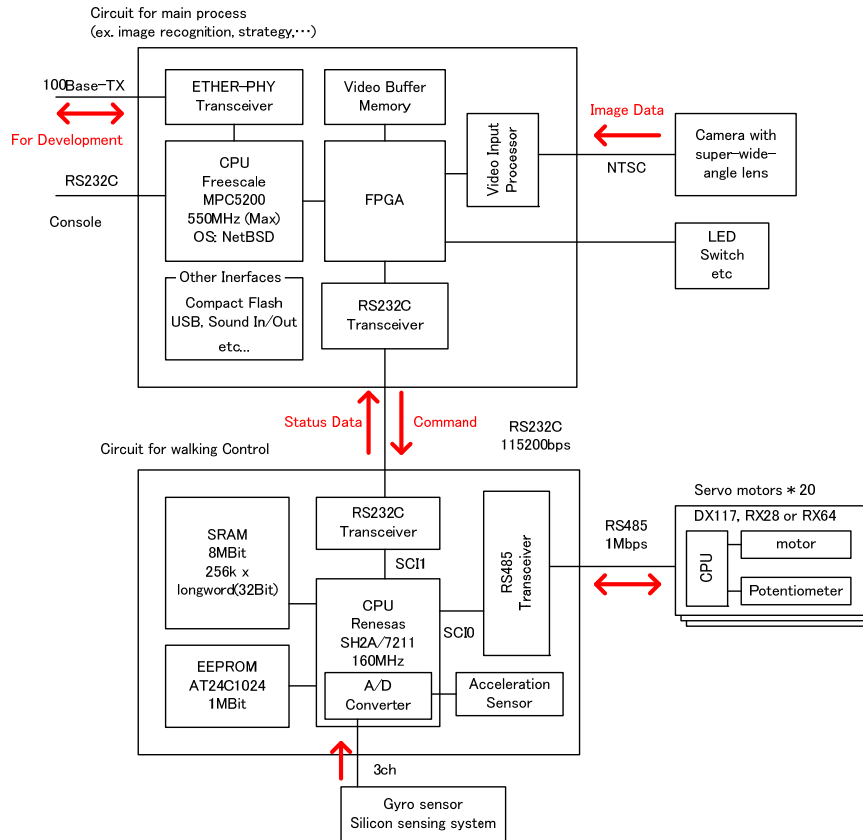 Circuit for main process
(ex. image recognition, strategy,···)
100Base-TX
For Development
RS232C
Console
ETHER-PHY
Transceiver
Video Buffer
Memory
CPU
Freescale
MPC5200
550MHz (Max)
OS: NetBSD
FPGA
Video Input
Processor
Image Data
NTSC
Camera with
super-wide-
angle lens
LED
Switch
etc
Other Inerfaces
Compact Flash
USB, Sound In/Out
etc...
RS232C
Transceiver
Status Data
Command
RS232C
115200bps
Circuit for walking Control
SRAM
8MBit
256k x
longword(32Bit)
RS232C
Transceiver
SCI1
CPU
Renesas
SH2A/7211
160MHz
SCI0
RS485
Transceiver
RS485
1Mbps
Servo motors * 20
DX117, RX28 or RX64
CPU
motor
Potentiometer
EEPROM
AT24C1024
1MBit
A/D
Converter
Acceleration
Sensor
3ch
Gyro sensor
Silicon sensing system